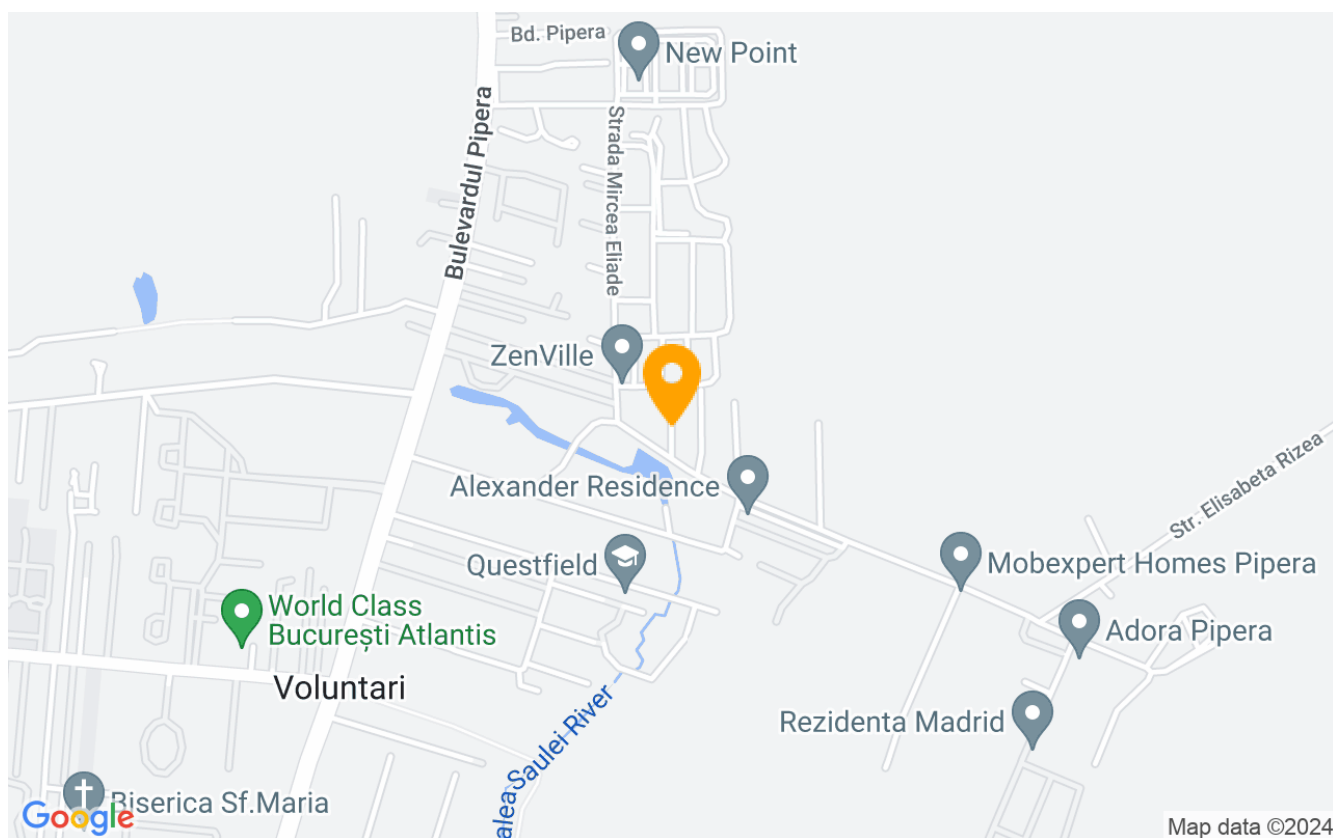 Bd. Pipera
New Point
Bulevardul Pipera
Strada Mircea Eliade
ZenVille
Alexander Residence
Str. Elisabeta Rizea
Questfield
Mobexpert Homes Pipera
World Class
București Atlantis
Adora Pipera
Voluntari
alea Saulei River
Rezidenta Madrid
Biserica Sf.Maria
Google
Map data ©2024